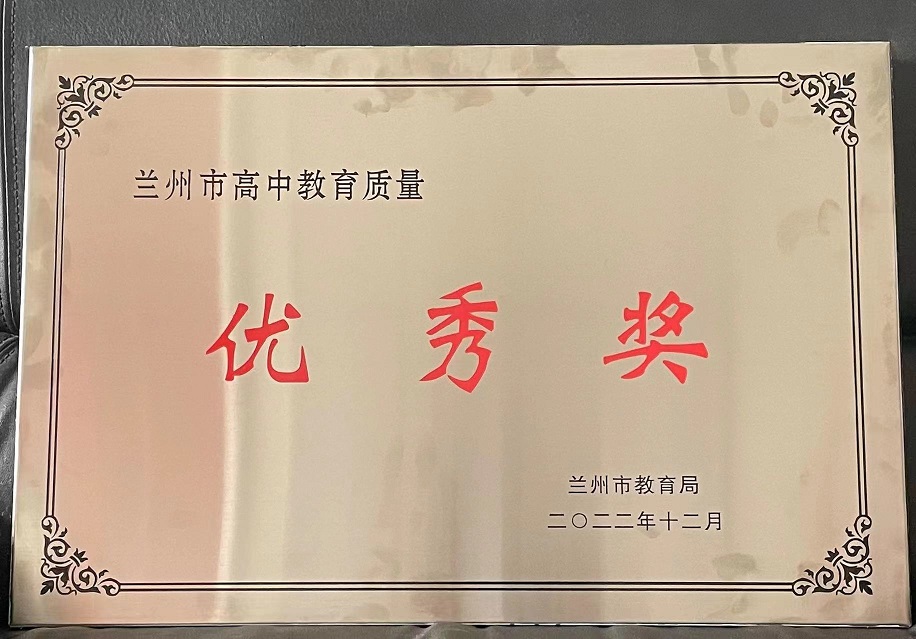 兰州市高中教育质量
优秀奖
兰州市教育局
二〇二二年十二月